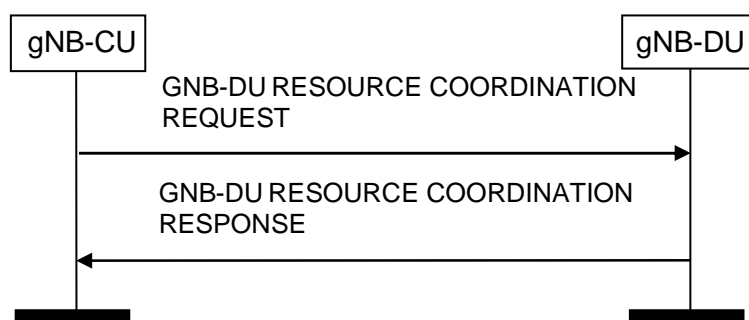 gNB-CU
gNB-DU
GNB-DU RESOURCE COORDINATION
REQUEST
GNB-DU RESOURCE COORDINATION
RESPONSE